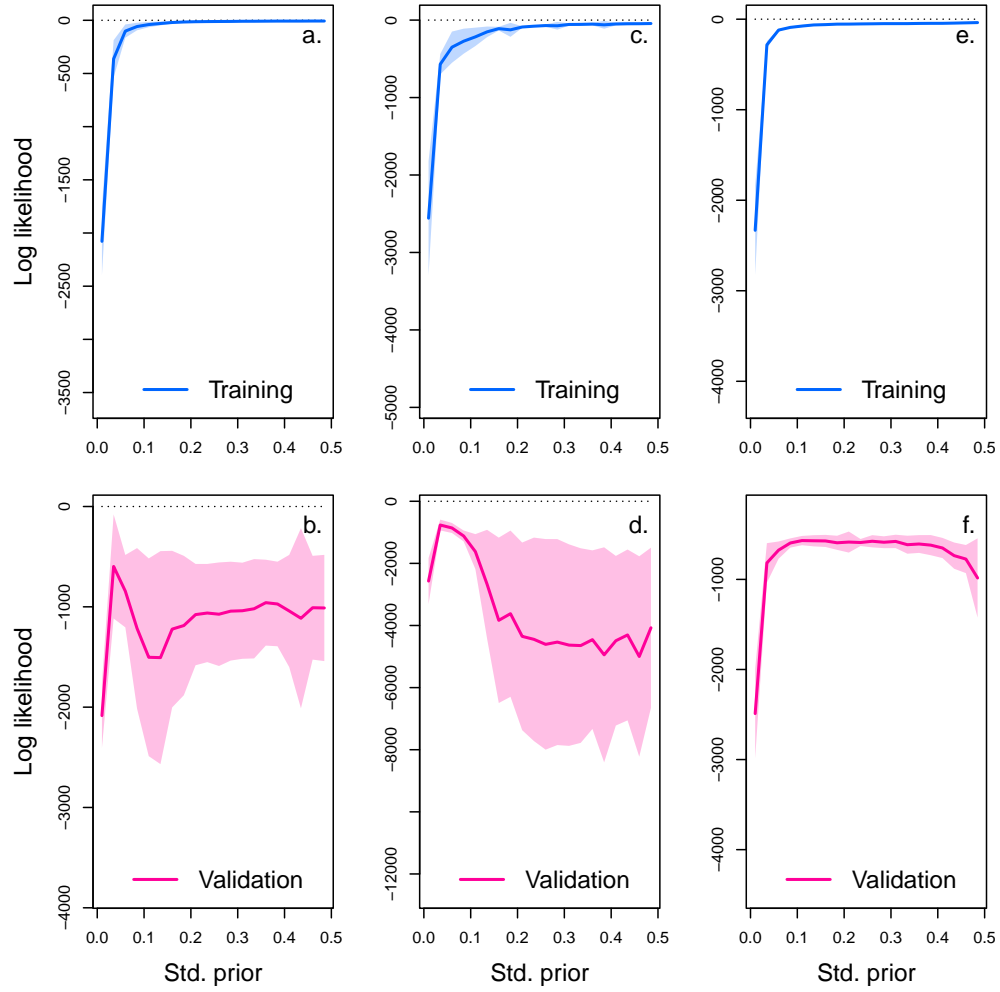 a.
Log likelihood
0
−500
−1500
−2500
−3500
Training
0.0 0.1 0.2 0.3 0.4 0.5
c.
0
−1000
−2000
−3000
−4000
−5000
Training
0.0 0.1 0.2 0.3 0.4 0.5
e.
0
−1000
−2000
−3000
−4000
Training
0.0 0.1 0.2 0.3 0.4 0.5
b.
Log likelihood
0
−1000
−2000
−3000
−4000
Validation
0.0 0.1 0.2 0.3 0.4 0.5
Std. prior
d.
0
−2000
−4000
−6000
−8000
−12000
Validation
0.0 0.1 0.2 0.3 0.4 0.5
Std. prior
f.
−1000
−2000
−3000
−4000
Validation
0.0 0.1 0.2 0.3 0.4 0.5
Std. prior